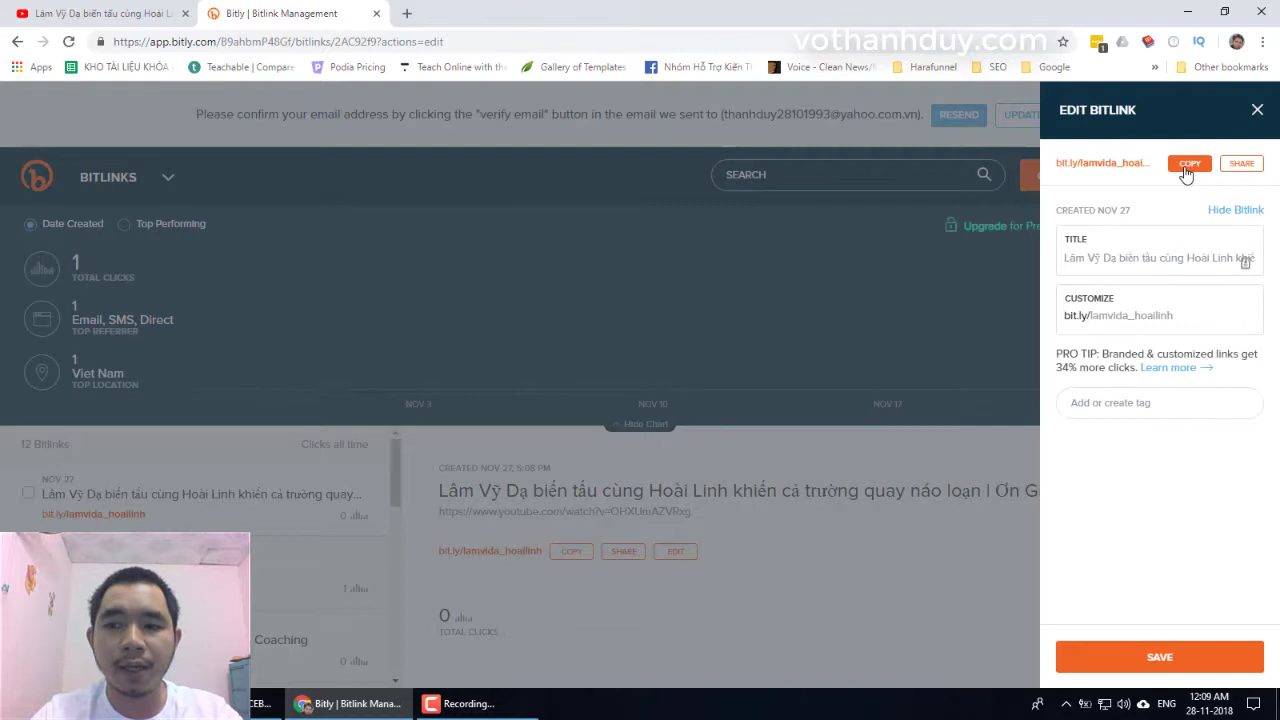 Lâm Vỹ Dạ biến tấu cùng Hoài L
Bitly | Bitlink Management
https://app.bitly.com/B9ahbmP48Gf/bitlinks/2AC92f9?actions=edit
vothanhduy.com
1
IQ
Apps
KHO TÀI LIỆU KHÓA
Teachable | Compare
Podia Pricing
Teach Online with the
Gallery of Templates
Nhóm Hỗ Trợ Kiến T
Voice – Clean News/
Harafunnel
SEO
Google
»
Other bookmarks
Please confirm your email address by clicking the "verify email" button in the email we sent to (thanhduy28101993@yahoo.com.vn).
RESEND
EDIT BITLINK
BITLINKS
SEARCH
bit.ly/lamvida_hoai...
COPY
SHARE
Date Created
Top Performing
CREATED NOV 27
Hide Bitlink
Upgrade for Pre
1
TOTAL CLICKS
1
Email, SMS, Direct
TOP REFERRER
1
Viet Nam
TOP LOCATION
TITLE
Lâm Vỹ Dạ biến tấu cùng Hoài Linh khiế
CUSTOMIZE
bit.ly/lamvida_hoailinh
PRO TIP: Branded & customized links get
34% more clicks. Learn more
Add or create tag
NOV 3
NOV 10
NOV 17
Hide Chart
12 Bitlinks
Clicks all time
NOV 27
Lâm Vỹ Dạ biến tấu cùng Hoài Linh khiến cả trường quay...
bit.ly/lamvida_hoailinh
0
1
Coaching
0
CREATED NOV 27, 5:08 PM
Lâm Vỹ Dạ biến tấu cùng Hoài Linh khiến cả trường quay náo loạn | Ơn G
https://www.youtube.com/watch?v=OHXUmAZVRxg
bit.ly/lamvida_hoailinh
COPY
SHARE
EDIT
0
TOTAL CLICKS
SAVE
Bitly | Bitlink Mana...
Recording...
ENG
12:09 AM
28-11-2018